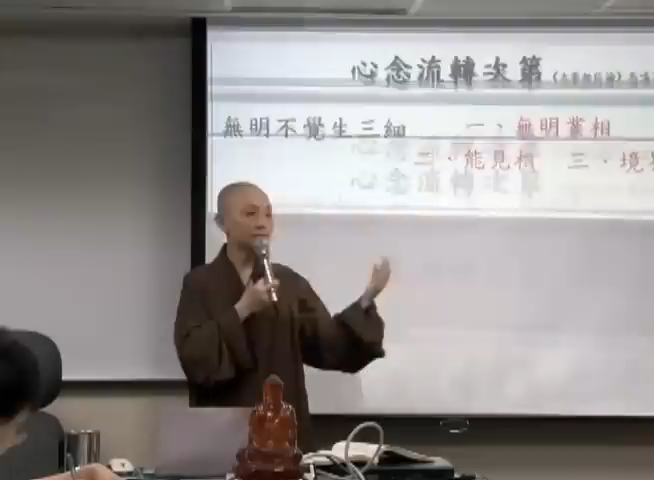 心念流轉次第
無明不覺生三細 一、無明業相
二、能見相 三、境
心念流轉次第